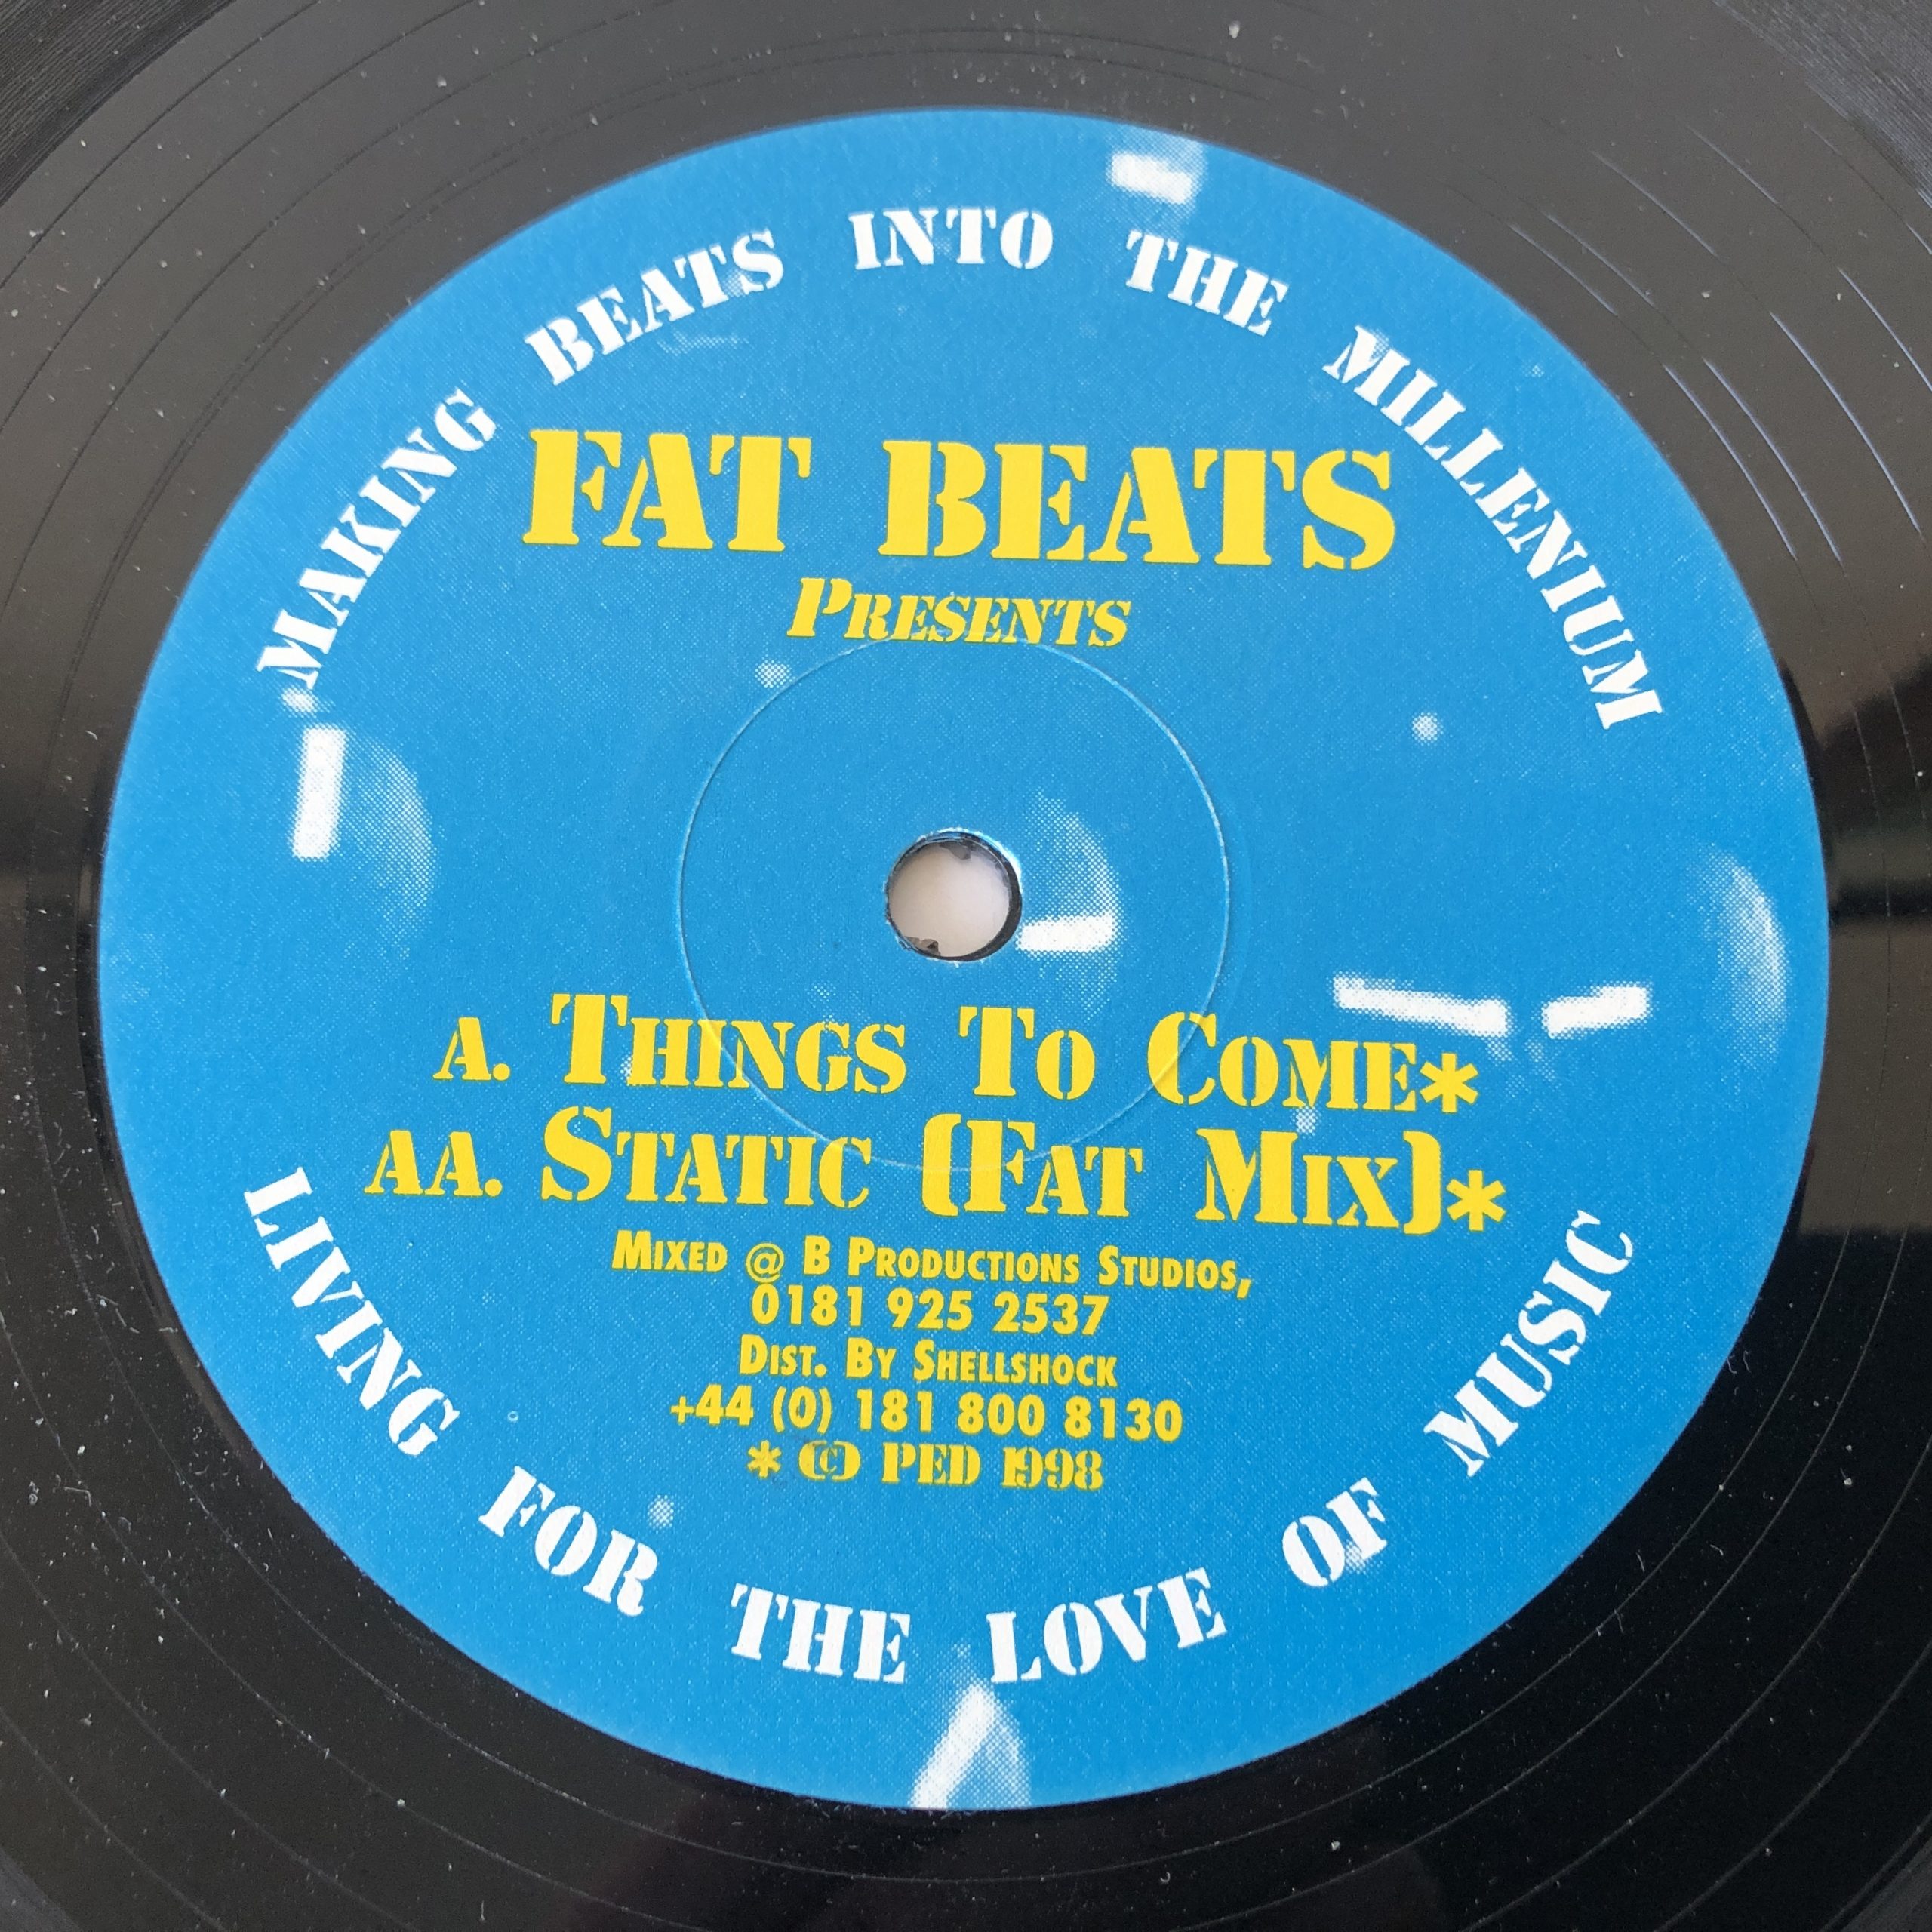 MAKING BEATS INTO THE MILLENIUM
FAT BEATS
PRESENTS
A. THINGS TO COME*
AA. STATIC (FAT MIX)*
MIXED @ B PRODUCTIONS STUDIOS,
0181 925 2537
DIST. BY SHELLSHOCK
+44 (0) 181 800 8130
* © PED 1998
LIVING FOR THE LOVE OF MUSIC